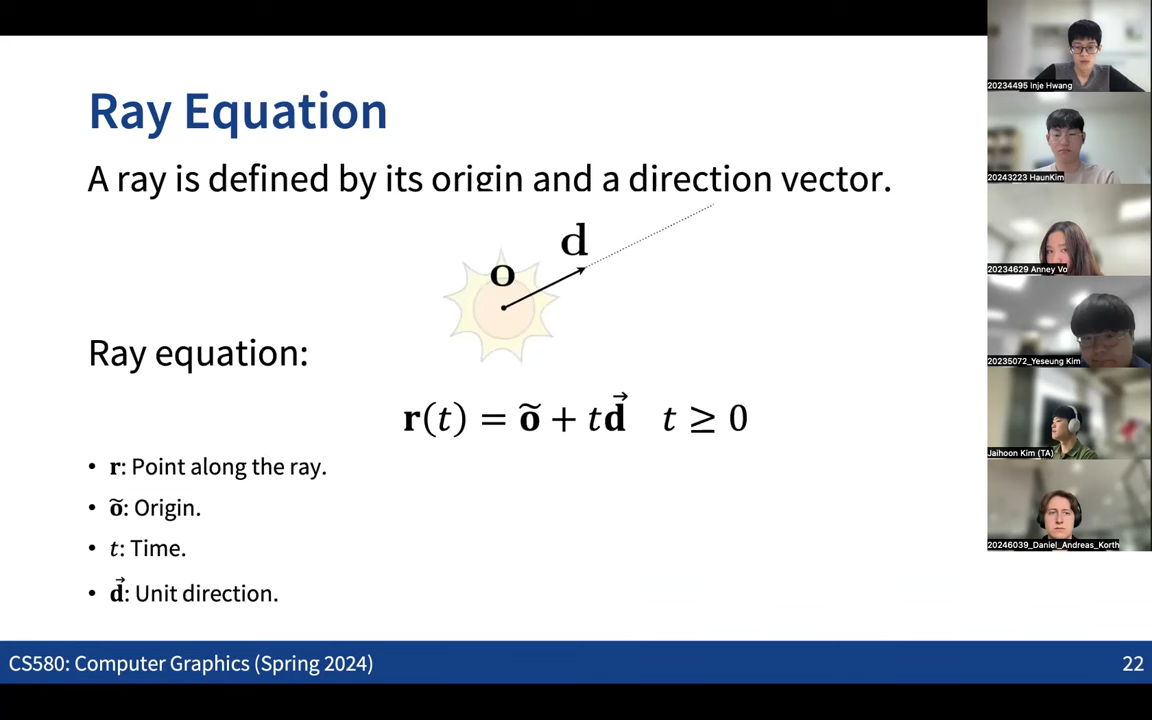 Ray Equation
A ray is defined by its origin and a direction vector.
d
o
Ray equation:
𝐫(𝑡) = õ + 𝑡d⃗   𝑡 ≥ 0
• r: Point along the ray.
• õ: Origin.
• 𝑡: Time.
• d⃗: Unit direction.
CS580: Computer Graphics (Spring 2024)
22
20234495 Inje Hwang
20243223 HaunKim
20234629 Anney Vo
20235072_Yeseung Kim
Jaihoon Kim (TA)
20246039_Daniel_Andreas_Korth